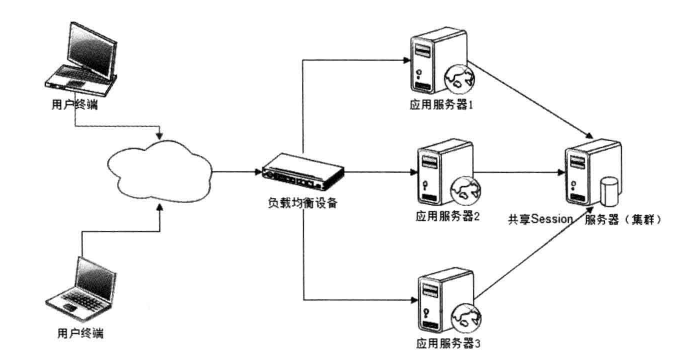 用户终端
应用服务器1
负载均衡设备
应用服务器2
共享Session 服务器（集群）
用户终端
应用服务器3